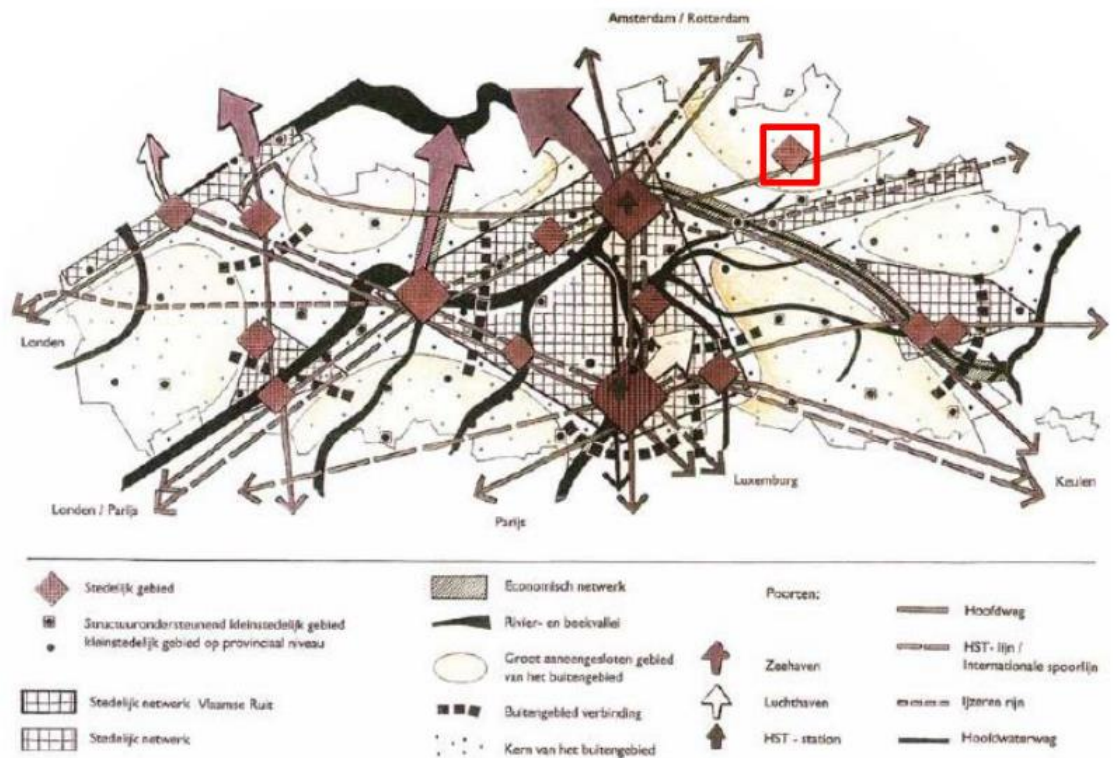 Amsterdam / Rotterdam
Londen
Londen / Parijs
Parijs
Luxemburg
Keulen
Stedelijk gebied
Structuurondersteunend kleinstedelijk gebied
kleinstedelijk gebied op provinciaal niveau
Stedelijk netwerk Vlaamse Ruit
Stedelijk netwerk
Economisch netwerk
Rivier- en beekvallei
Groot aaneengesloten gebied
van het buitengebied
Buitengebied verbinding
Kern van het buitengebied
Poorten:
Zeehaven
Luchthaven
HST - station
Hoofdweg
HST- lijn /
Internationale spoorlijn
Ijzeren rijn
Hoofdwaterweg